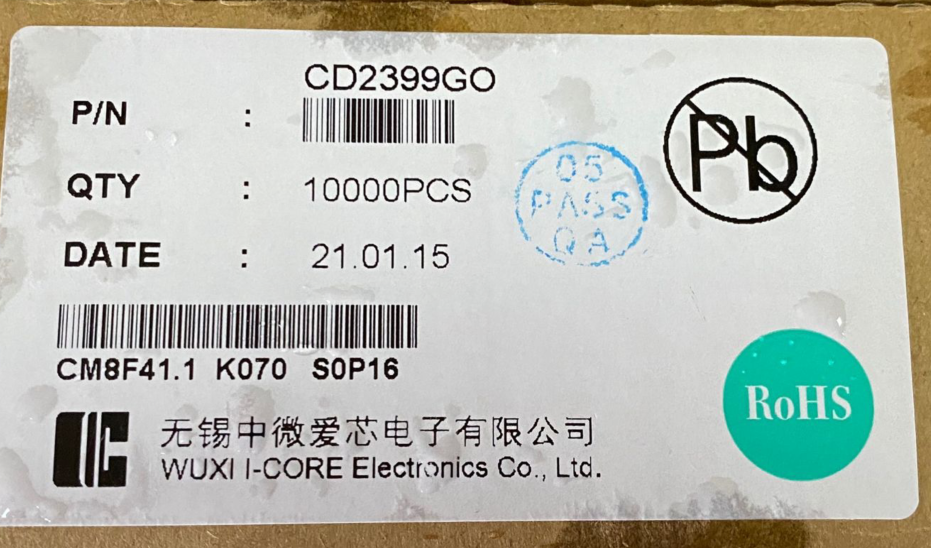 CD2399GO
P/N :
QTY : 10000PCS
DATE : 21.01.15
05
PASS
QA
Pb
CM8F41.1 K070 S0P16
RoHS
无锡中微爱芯电子有限公司
WUXI I-CORE Electronics Co., Ltd.